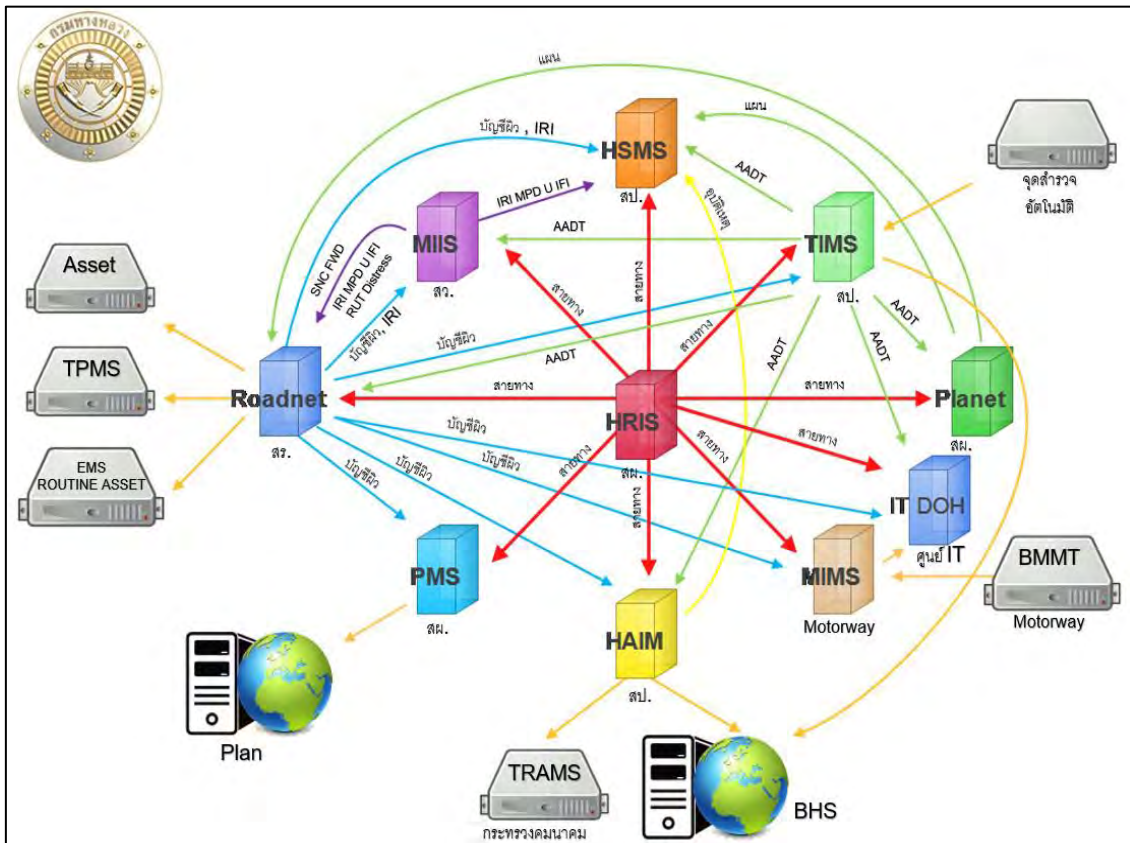 กรมทางหลวง
แผน
แผน
บัญชีผิว , IRI
HSMS
สป.
AADT
จุดสำรวจ
อัตโนมัติ
IRI MPD U IFI
อุบัติเหตุ
MIIS
สว.
AADT
TIMS
สป.
Asset
SNC FWD
IRI MPD U IFI
RUT Distress
บัญชีผิว, IRI
สายทาง
สายทาง
สายทาง
บัญชีผิว
AADT
AADT
AADT
AADT
TPMS
Roadnet
สร.
สายทาง
HRIS
สผ.
สายทาง
Planet
สผ.
EMS
ROUTINE ASSET
บัญชีผิว
บัญชีผิว
บัญชีผิว
บัญชีผิว
สายทาง
สายทาง
สายทาง
สายทาง
IT DOH
ศูนย์ IT
PMS
สผ.
MIMS
Motorway
BMMT
Motorway
HAIM
สป.
Plan
TRAMS
กระทรวงคมนาคม
BHS